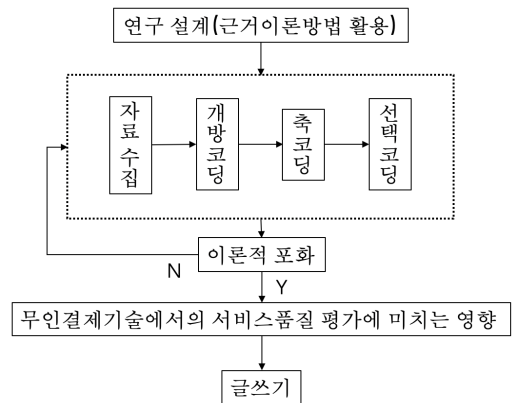 연구 설계(근거이론방법 활용)
자료 수집
개방코딩
축코딩
선택코딩
이론적 포화
N
Y
무인결제기술에서의 서비스품질 평가에 미치는 영향
글쓰기